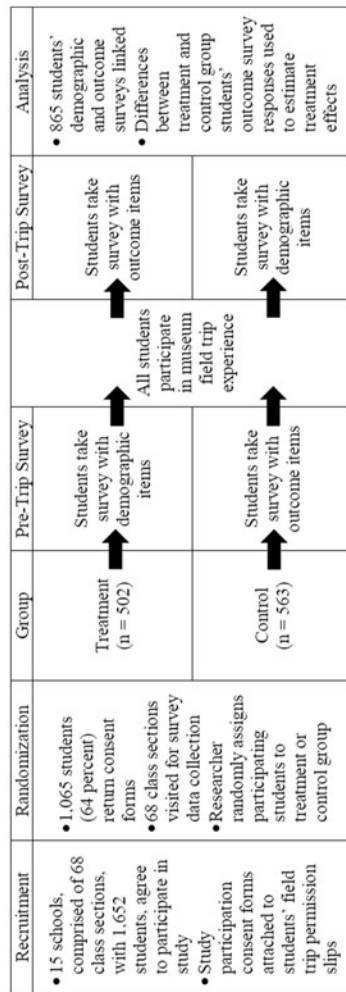 Recruitment
• 15 schools,
comprised of 68
class sections,
with 1,652
students, agree
to participate in
study
• Study
participation
consent forms
attached to
students' field
trip permission
slips
Randomization
• 1,065 students
(64 percent)
return consent
forms
• 68 class sections
visited for survey
data collection
• Researcher
randomly assigns
participating
students to
treatment or
control group
Group
Treatment
(n = 502)
Control
(n = 563)
Pre-Trip Survey
Students take
survey with
demographic
items
Students take
survey with
outcome items
All students
participate
in museum
field trip
experience
Post-Trip Survey
Students take
survey with
outcome items
Students take
survey with
demographic
items
Analysis
• 865 students'
demographic
and outcome
surveys linked
• Differences
between
treatment and
control group
students'
outcome survey
responses used
to estimate
treatment
effects